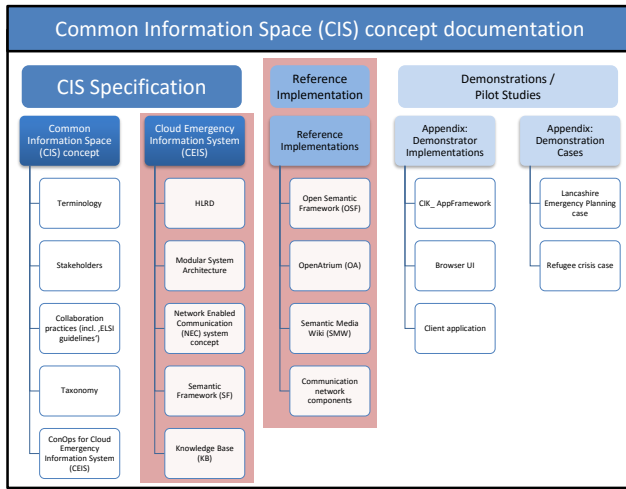 Common Information Space (CIS) concept documentation
CIS Specification
Reference
Implementation
Demonstrations /
Pilot Studies
Common
Information Space
(CIS) concept
Terminology
Stakeholders
Collaboration
practices (incl. ‚ELSI
guidelines')
Taxonomy
ConOps for Cloud
Emergency
Information System
(CEIS)
Cloud Emergency
Information System
(CEIS)
HLRD
Modular System
Architecture
Network Enabled
Communication
(NEC) system
concept
Semantic
Framework (SF)
Knowledge Base
(KB)
Reference
Implementations
Open Semantic
Framework (OSF)
OpenAtrium (OA)
Semantic Media
Wiki (SMW)
Communication
network
components
Appendix:
Demonstrator
Implementations
CIK_ AppFramework
Browser UI
Client application
Appendix:
Demonstration
Cases
Lancashire
Emergency Planning
case
Refugee crisis case